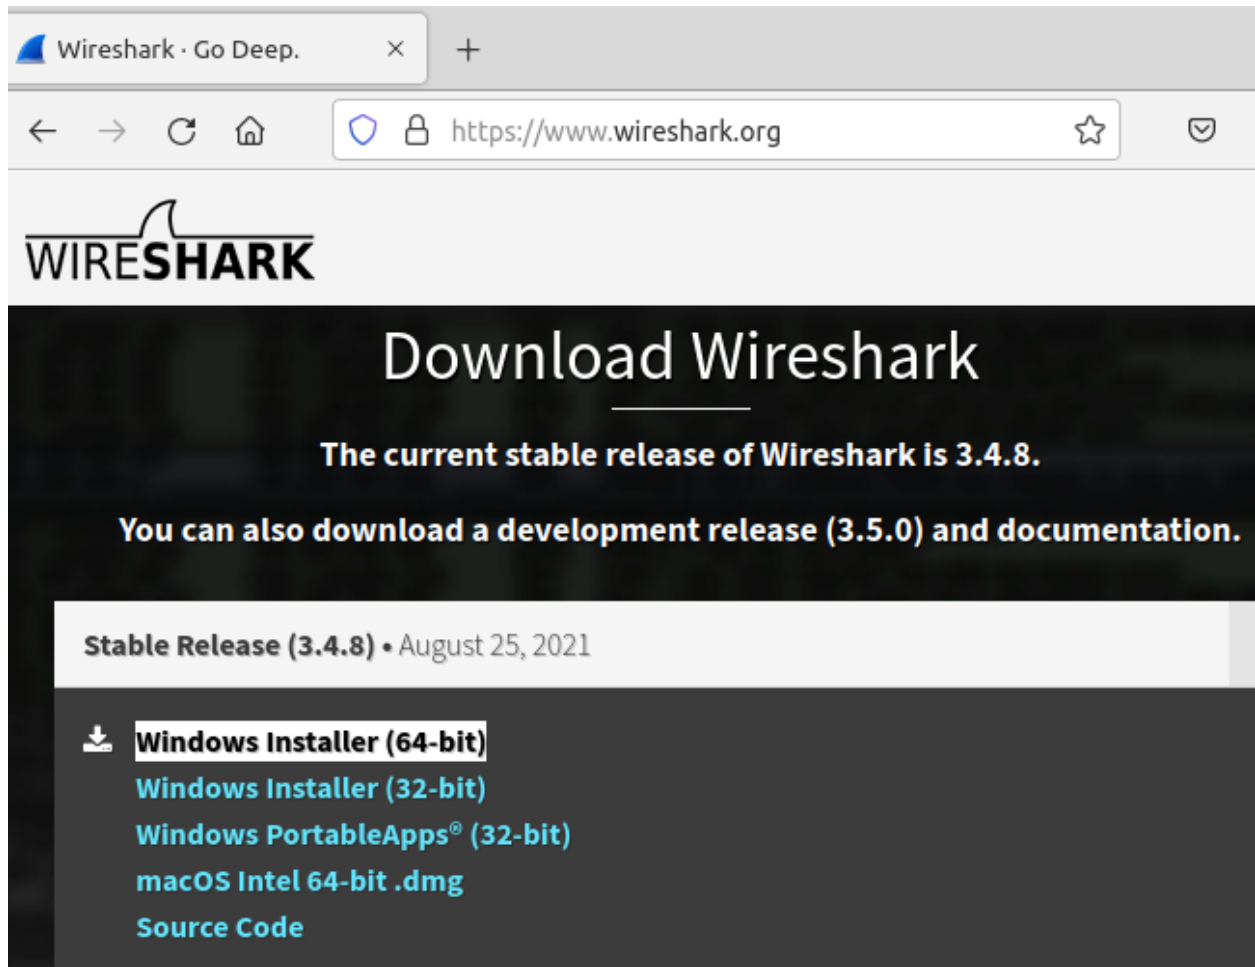 Wireshark · Go Deep.
https://www.wireshark.org
WIRESHARK
Download Wireshark
The current stable release of Wireshark is 3.4.8.
You can also download a development release (3.5.0) and documentation.
Stable Release (3.4.8) • August 25, 2021
Windows Installer (64-bit)
Windows Installer (32-bit)
Windows PortableApps® (32-bit)
macOS Intel 64-bit .dmg
Source Code